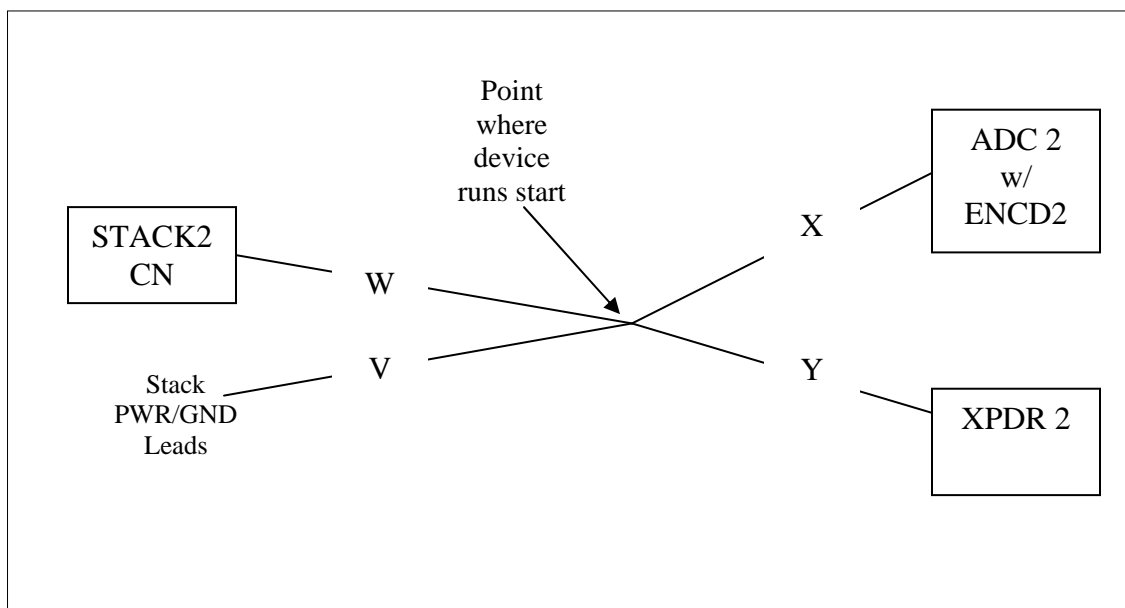 Point
where
device
runs start
ADC 2
w/
ENCD2
X
STACK2
CN
W
V
Y
Stack
PWR/GND
Leads
XPDR 2